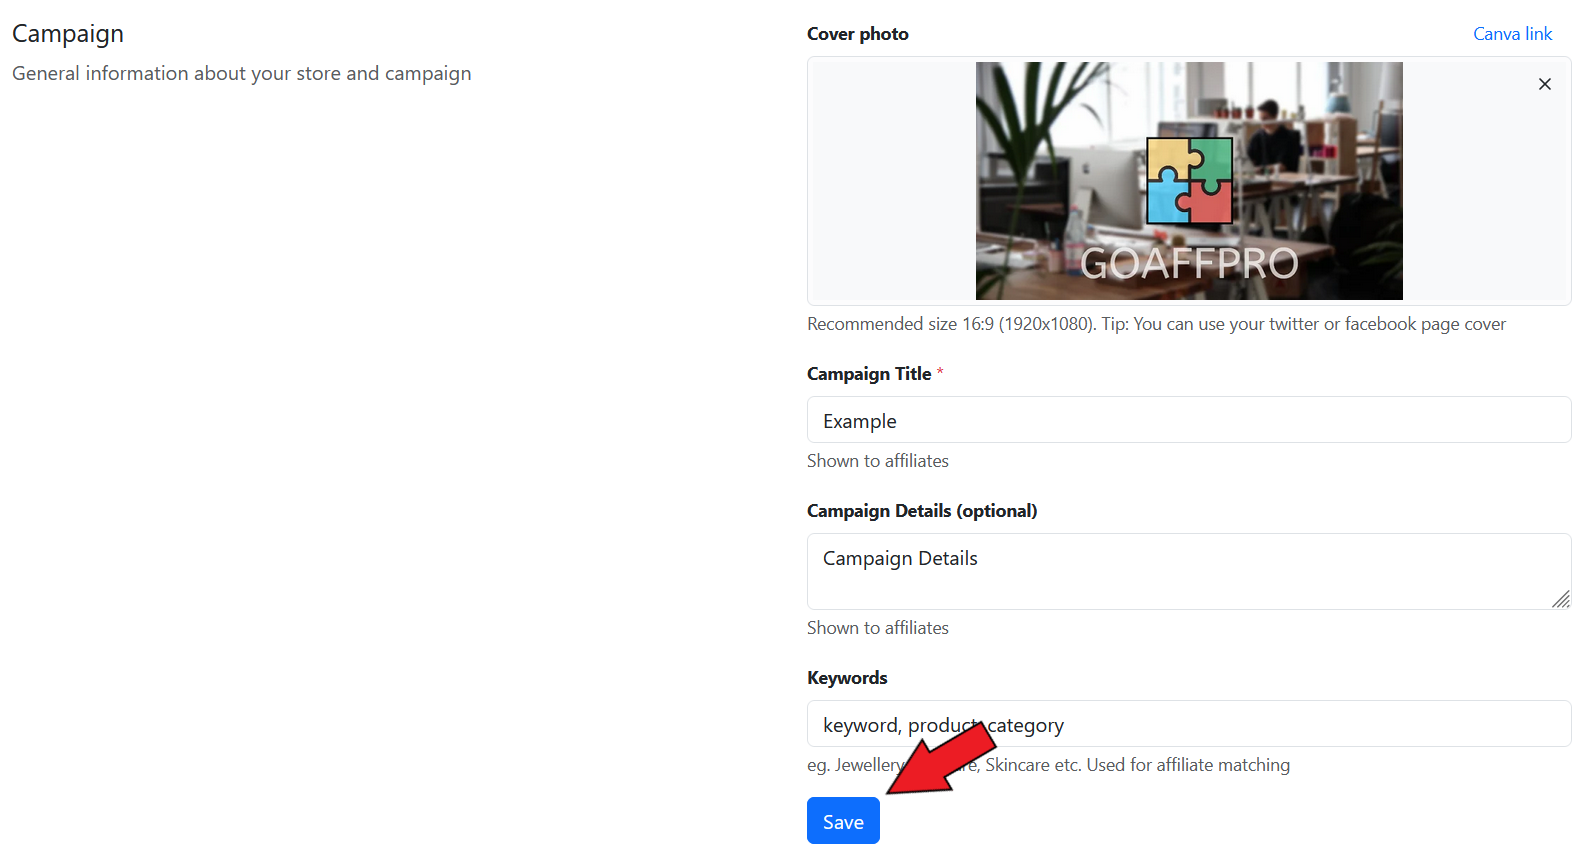 Campaign
General information about your store and campaign
Cover photo
Canva link
GOAFFPRO
Recommended size 16:9 (1920x1080). Tip: You can use your twitter or facebook page cover
Campaign Title *
Example
Shown to affiliates
Campaign Details (optional)
Campaign Details
Shown to affiliates
Keywords
keyword, product, category
eg. Jewellery, re, Skincare etc. Used for affiliate matching
Save